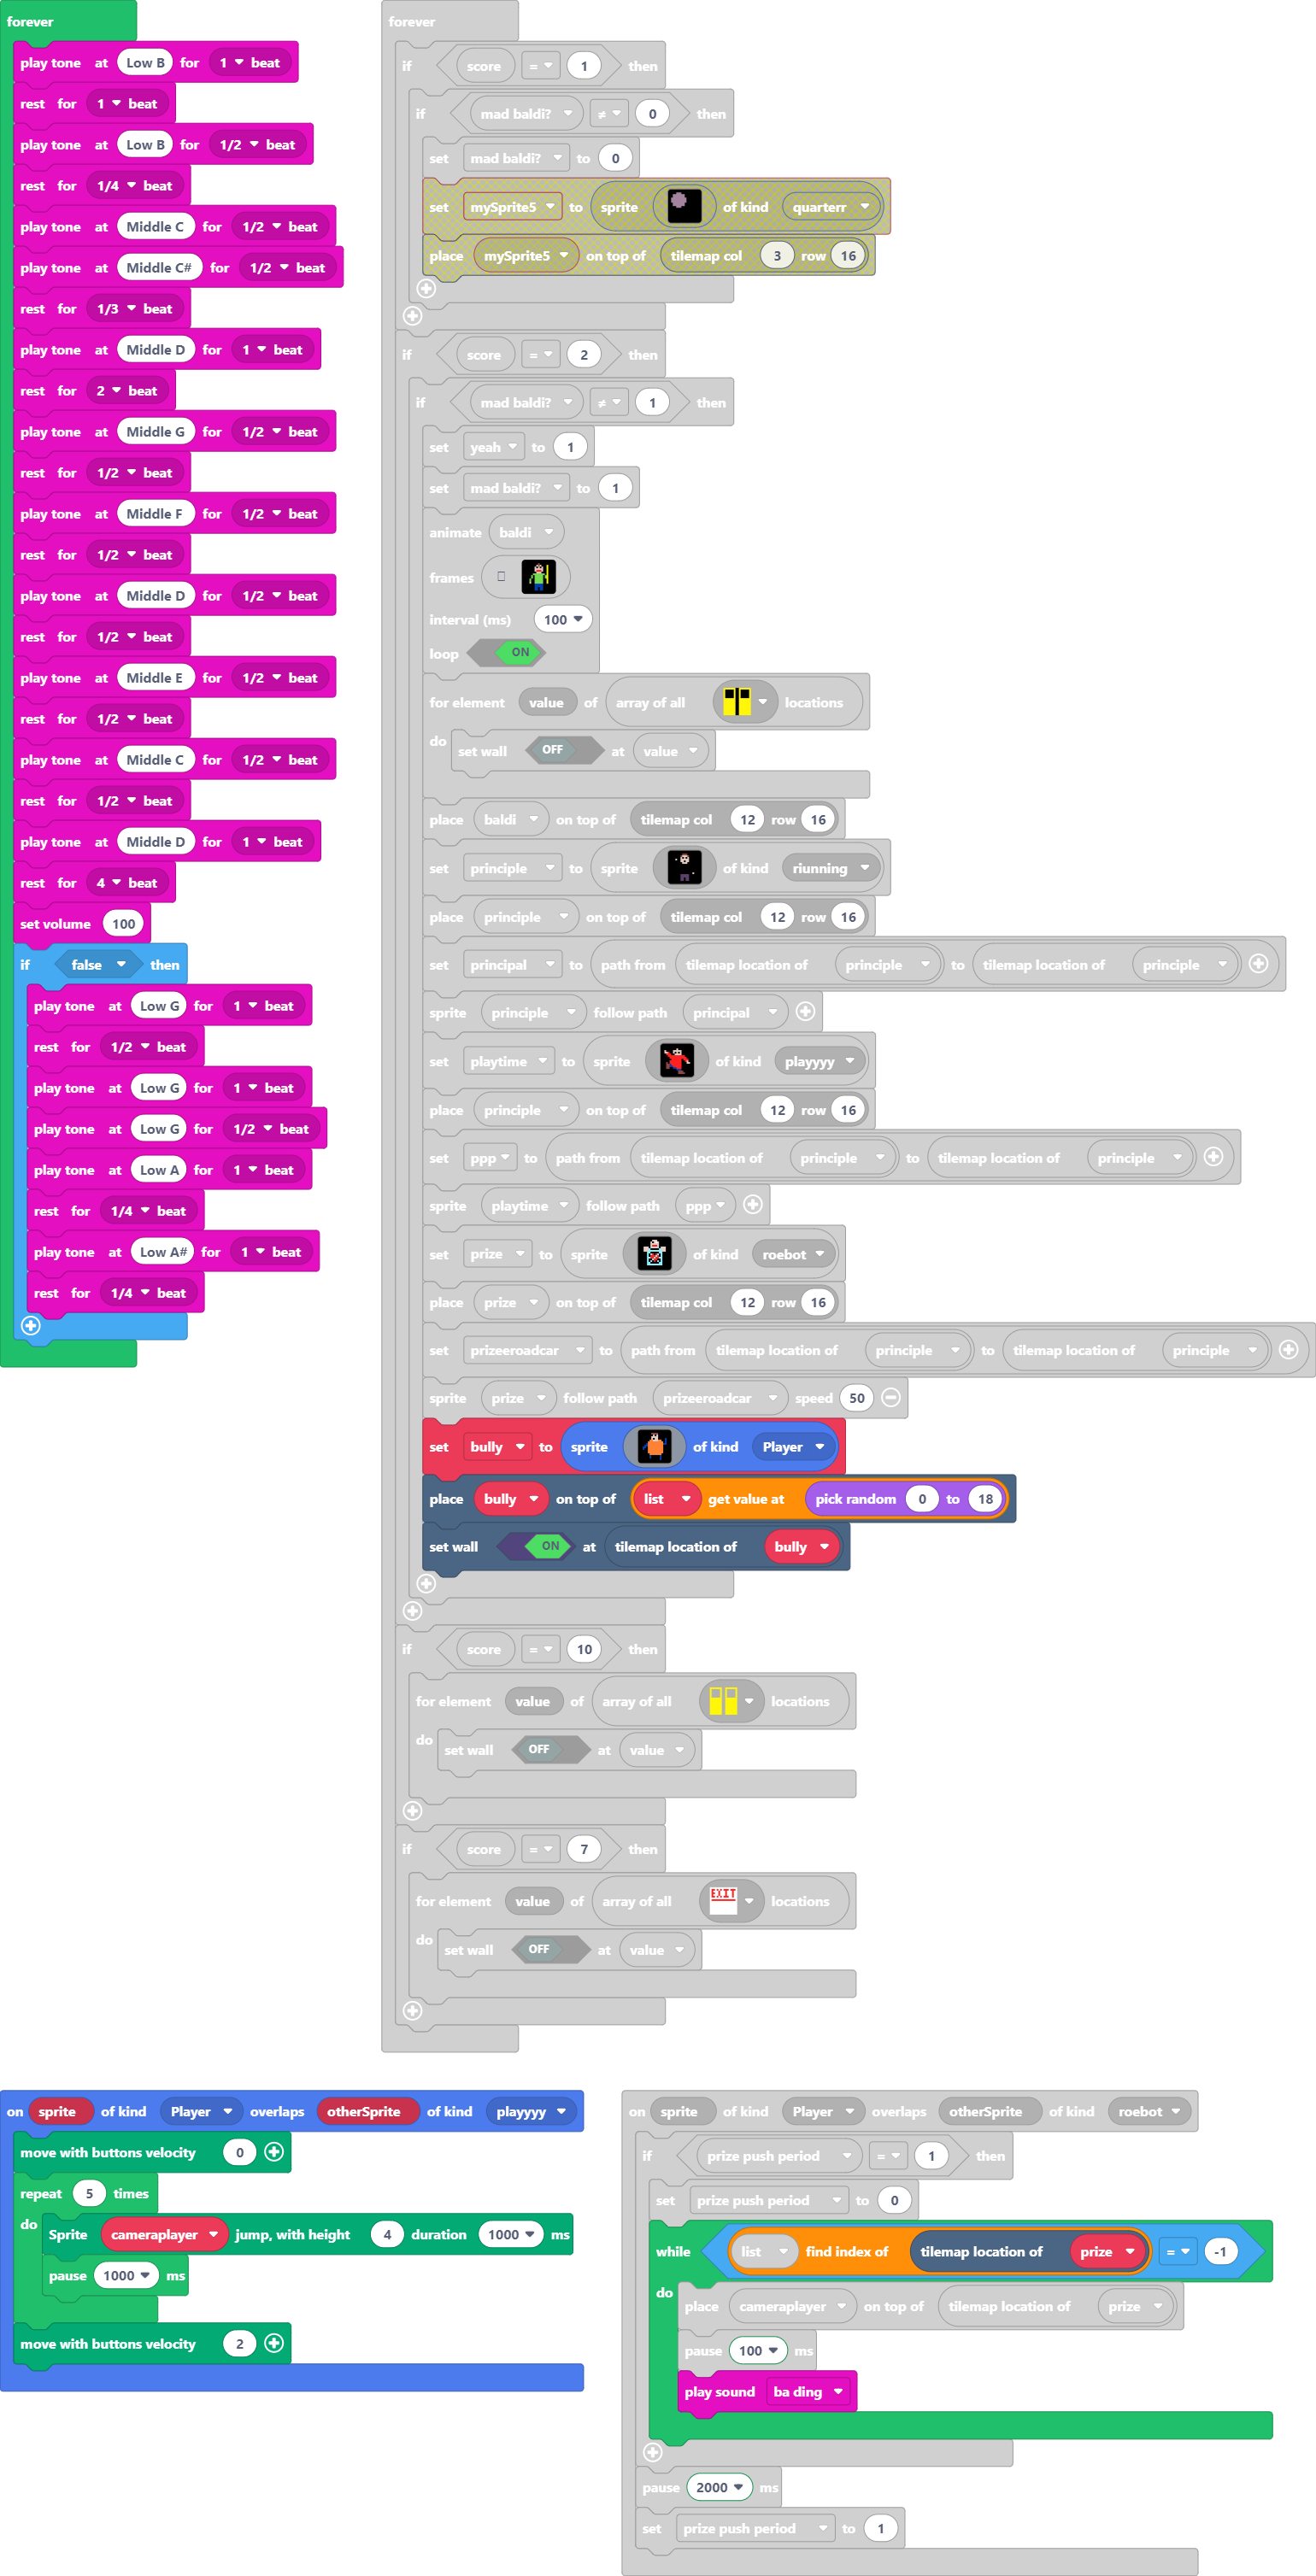 forever
play tone at Low B for 1 beat
rest for 1 beat
play tone at Low B for 1/2 beat
rest for 1/4 beat
play tone at Middle C for 1/2 beat
play tone at Middle C# for 1/2 beat
rest for 1/3 beat
play tone at Middle D for 1 beat
rest for 2 beat
play tone at Middle G for 1/2 beat
rest for 1/2 beat
play tone at Middle F for 1/2 beat
rest for 1/2 beat
play tone at Middle D for 1/2 beat
rest for 1/2 beat
play tone at Middle E for 1/2 beat
rest for 1/2 beat
play tone at Middle C for 1/2 beat
rest for 1/2 beat
play tone at Middle D for 1 beat
rest for 4 beat
set volume 100
if false then
play tone at Low G for 1 beat
rest for 1/2 beat
play tone at Low G for 1 beat
play tone at Low G for 1/2 beat
play tone at Low A for 1 beat
rest for 1/4 beat
play tone at Low A# for 1 beat
rest for 1/4 beat
forever
if score = 1 then
if mad baldi? ≠ 0 then
set mad baldi? to 0
set mySprite5 to sprite of kind quarterr
place mySprite5 on top of tilemap col 3 row 16
if score = 2 then
if mad baldi? ≠ 1 then
set yeah to 1
set mad baldi? to 1
animate baldi
frames
interval (ms) 100
loop ON
for element value of array of all locations
do set wall OFF at value
place baldi on top of tilemap col 12 row 16
set principle to sprite of kind riunning
place principle on top of tilemap col 12 row 16
set principal to path from tilemap location of principle to tilemap location of principle
sprite principle follow path principal
set playtime to sprite of kind playyyy
place principle on top of tilemap col 12 row 16
set ppp to path from tilemap location of principle to tilemap location of principle
sprite playtime follow path ppp
set prize to sprite of kind roebot
place prize on top of tilemap col 12 row 16
set prizeeroadcar to path from tilemap location of principle to tilemap location of principle
sprite prize follow path prizeeroadcar speed 50
set bully to sprite of kind Player
place bully on top of list get value at pick random 0 to 18
set wall ON at tilemap location of bully
if score = 10 then
for element value of array of all locations
do set wall OFF at value
if score = 7 then
for element value of array of all EXIT locations
do set wall OFF at value
on sprite of kind Player overlaps otherSprite of kind playyyy
move with buttons velocity 0
repeat 5 times
do Sprite cameraplayer jump, with height 4 duration 1000 ms
pause 1000 ms
move with buttons velocity 2
on sprite of kind Player overlaps otherSprite of kind roebot
if prize push period = 1 then
set prize push period to 0
while list find index of tilemap location of prize = -1
do place cameraplayer on top of tilemap location of prize
pause 100 ms
play sound ba ding
pause 2000 ms
set prize push period to 1